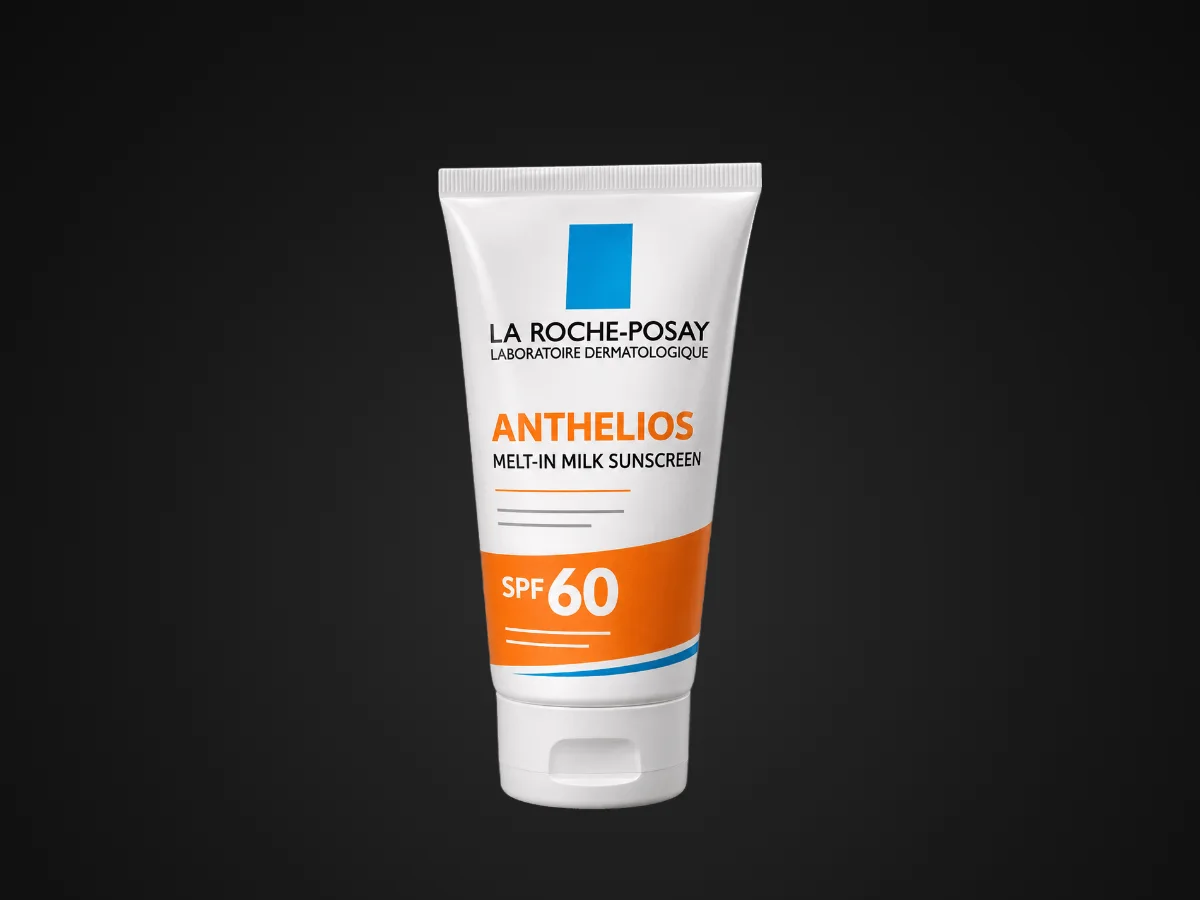 LA ROCHE-POSAY
LABORATOIRE DERMATOLOGIQUE
ANTHELIOS
MELT-IN MILK SUNSCREEN
SPF 60